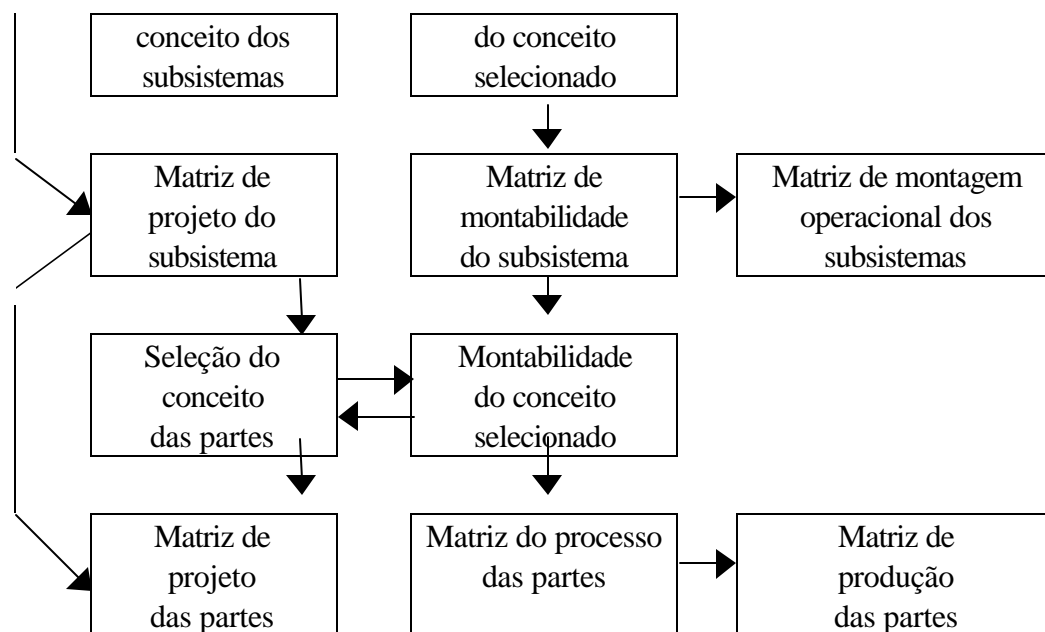 conceito dos
subsistemas
do conceito
selecionado
Matriz de
projeto do
subsistema
Matriz de
montabilidade
do subsistema
Matriz de montagem
operacional dos
subsistemas
Seleção do
conceito
das partes
Montabilidade
do conceito
selecionado
Matriz de
projeto
das partes
Matriz do processo
das partes
Matriz de
produção
das partes